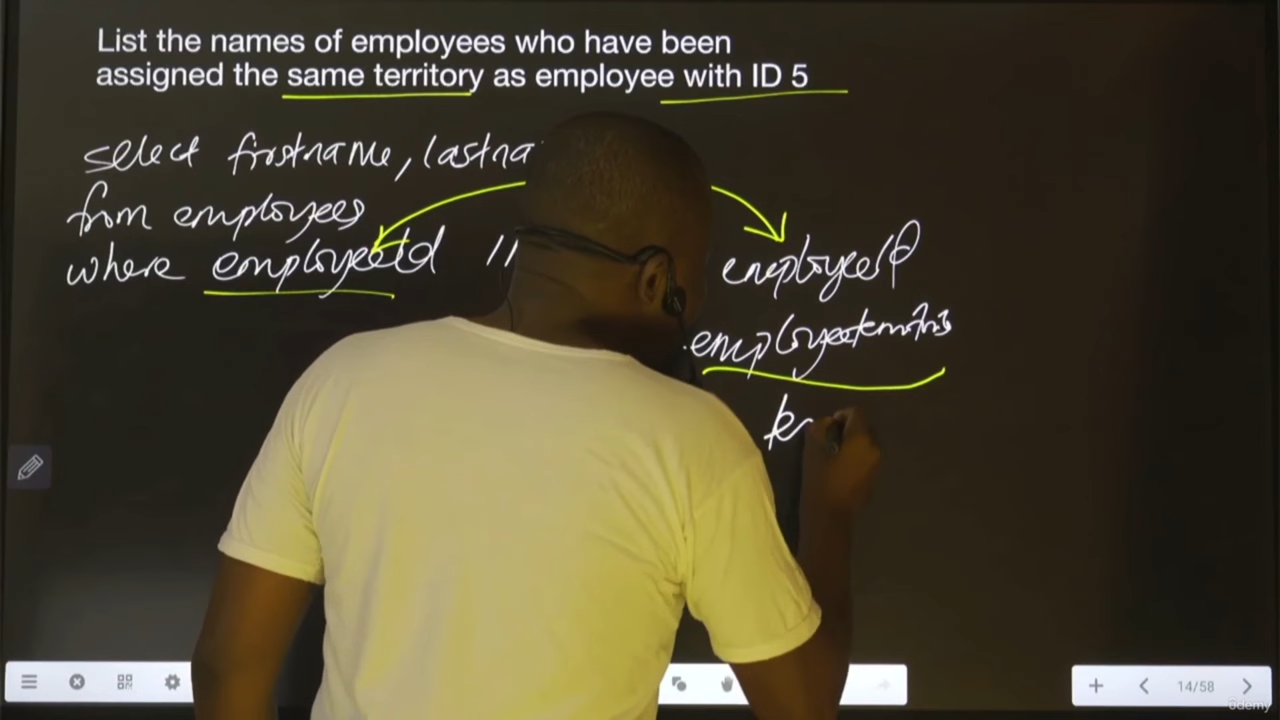 List the names of employees who have been
assigned the same territory as employee with ID 5
select firstname, lastna
from employees
where employeeId
employeeId
14/58
ûdemy